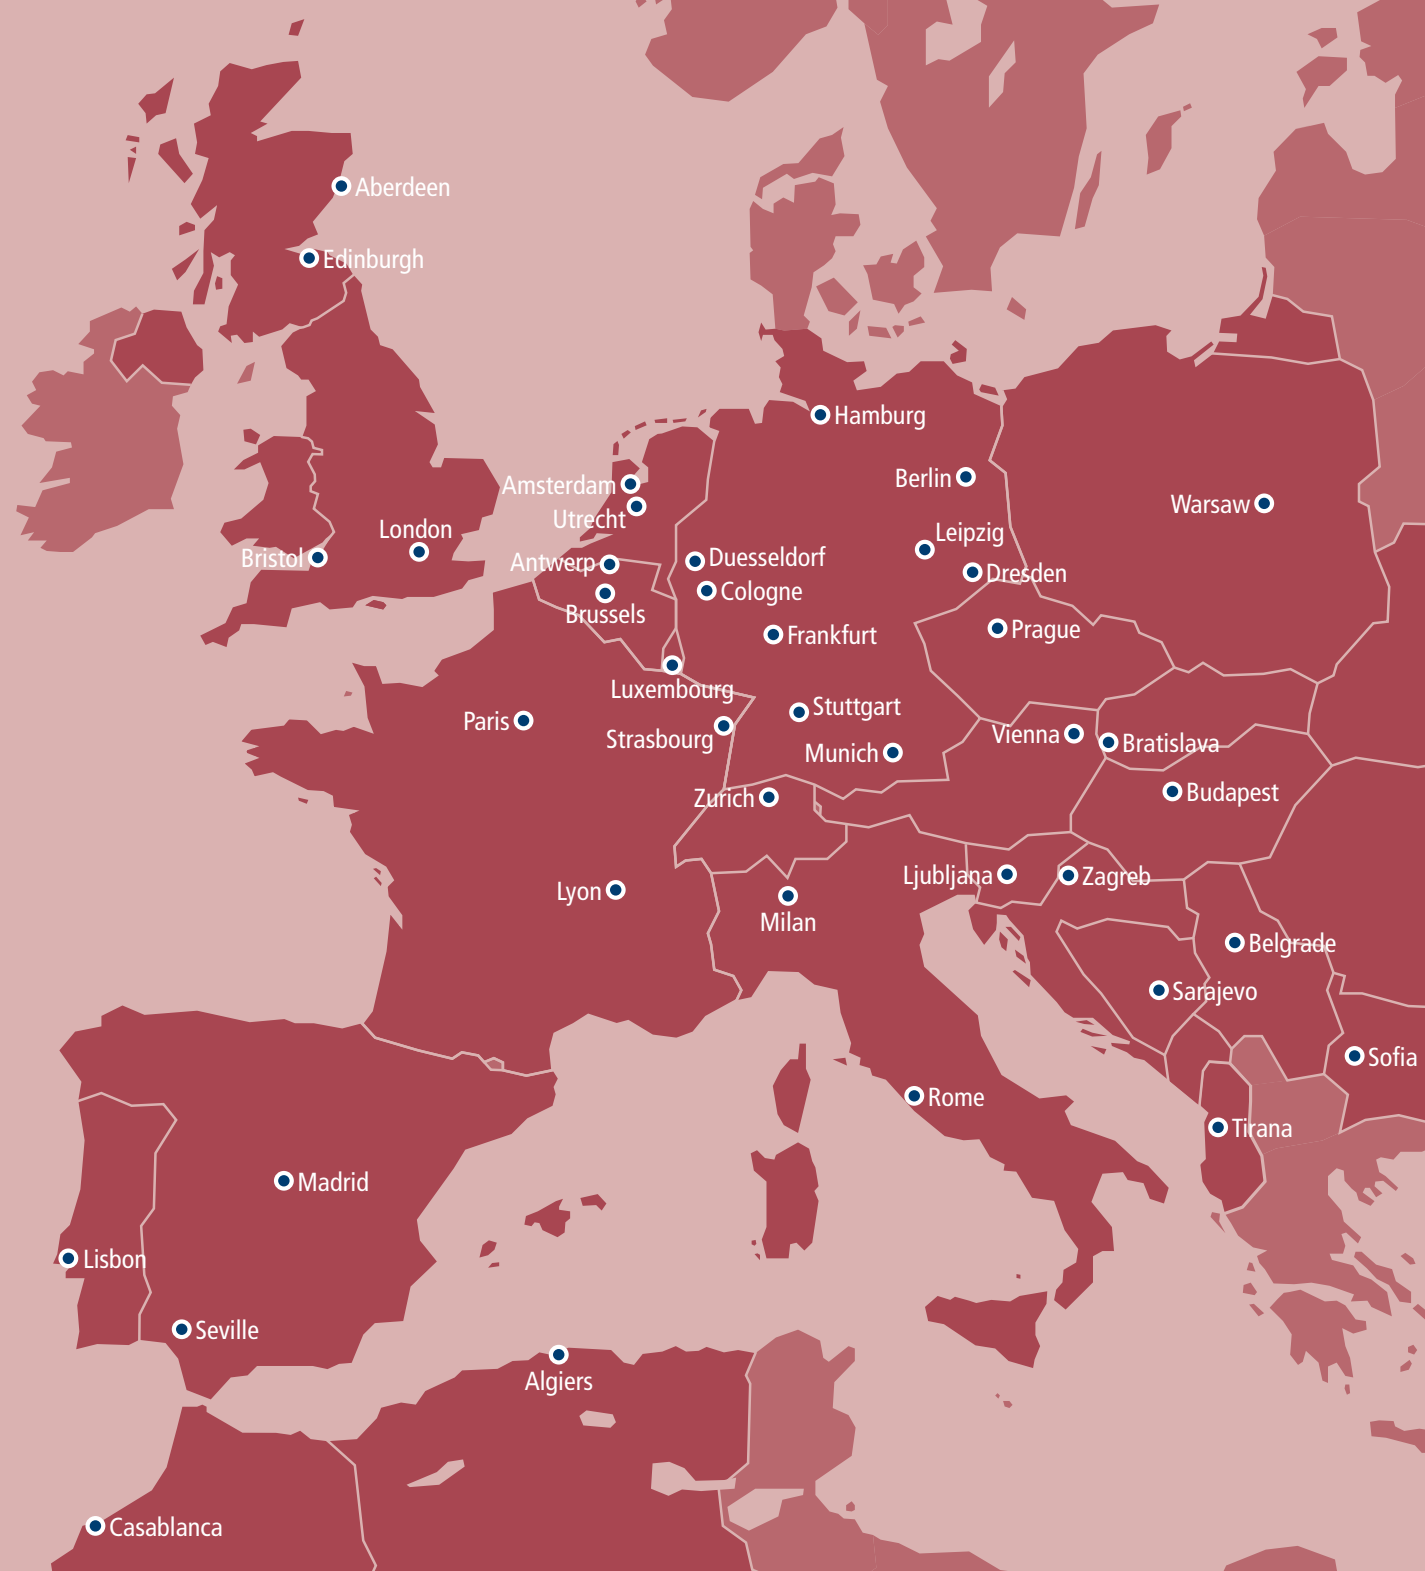 Aberdeen
Edinburgh
Hamburg
Berlin
Amsterdam
Utrecht
Warsaw
London
Bristol
Leipzig
Antwerp
Duesseldorf
Dresden
Cologne
Brussels
Prague
Frankfurt
Luxembourg
Stuttgart
Paris
Strasbourg
Vienna
Bratislava
Munich
Zurich
Budapest
Ljubljana
Zagreb
Lyon
Milan
Belgrade
Sarajevo
Sofia
Rome
Tirana
Madrid
Lisbon
Seville
Algiers
Casablanca